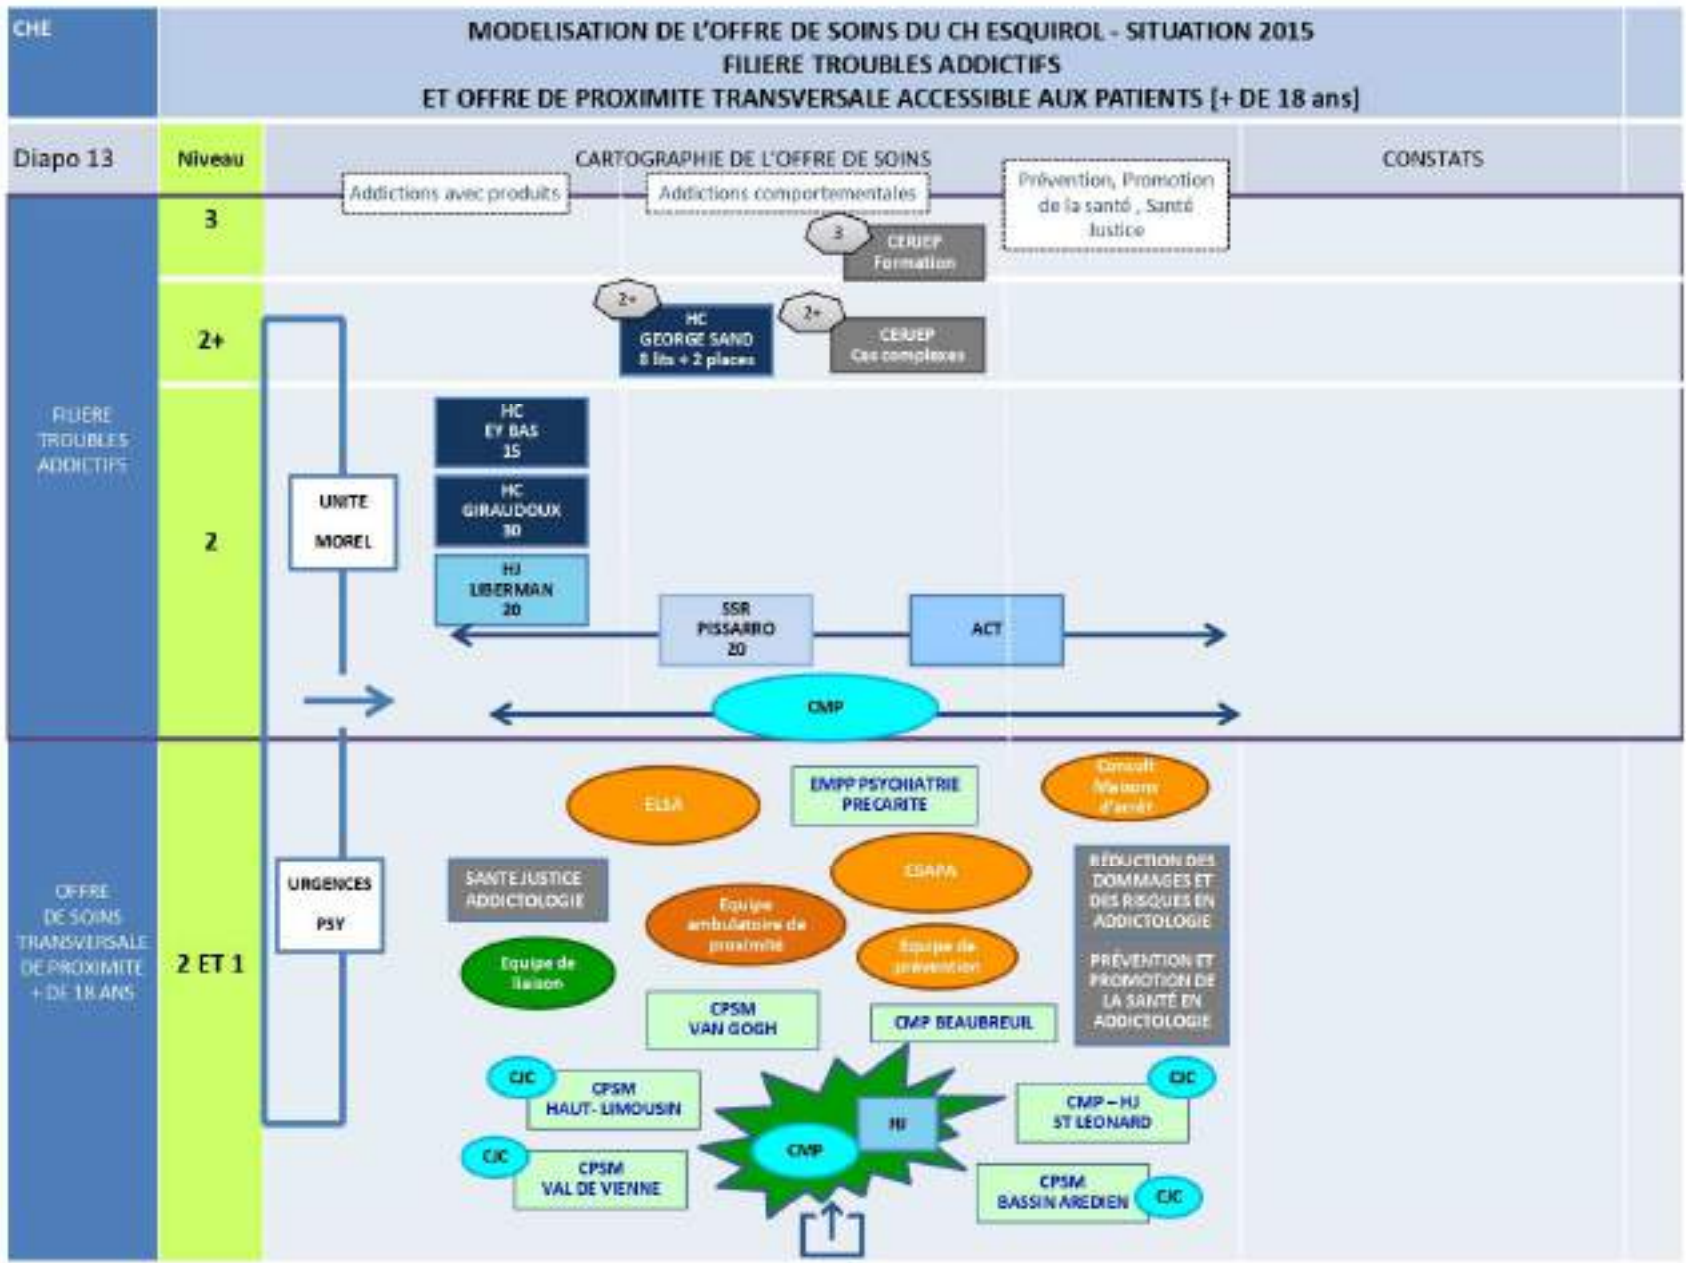 CHE
MODELISATION DE L'OFFRE DE SOINS DU CH ESQUIROL - SITUATION 2015
FILIERE TROUBLES ADDICTIFS
ET OFFRE DE PROXIMITE TRANSVERSALE ACCESSIBLE AUX PATIENTS [+ DE 18 ans]
Diapo 13
Niveau
CARTOGRAPHIE DE L'OFFRE DE SOINS
CONSTATS
Addictions avec produits
Addictions comportementales
Prévention, Promotion
de la santé , Santé
Justice
3
3
CERJEP
Formation
2+
2+
HC
GEORGE SAND
8 lits + 2 places
2+
CERJEP
Cas complexes
FILIERE
TROUBLES
ADDICTIFS
2
UNITE
MOREL
HC
EY BAS
15
HC
GIRAUDOUX
30
HJ
LIBERMAN
20
SSR
PISSARRO
20
ACT
CMP
OFFRE
DE SOINS
TRANSVERSALE
DE PROXIMITE
+ DE 18 ANS
2 ET 1
URGENCES
PSY
ELSA
EMPP PSYCHIATRIE
PRECARITE
Consult
Maisons
d'arrêt
SANTE JUSTICE
ADDICTOLOGIE
Equipe
ambulatoire de
proximité
CSAPA
RÉDUCTION DES
DOMMAGES ET
DES RISQUES EN
ADDICTOLOGIE
Equipe de
liaison
Equipe de
prévention
PRÉVENTION ET
PROMOTION DE
LA SANTÉ EN
ADDICTOLOGIE
CPSM
VAN GOGH
CMP BEAUBREUIL
CJC
CPSM
HAUT- LIMOUSIN
CJC
CMP – HJ
ST LEONARD
HJ
CMP
CJC
CPSM
VAL DE VIENNE
CPSM
BASSIN AREDIEN
CJC